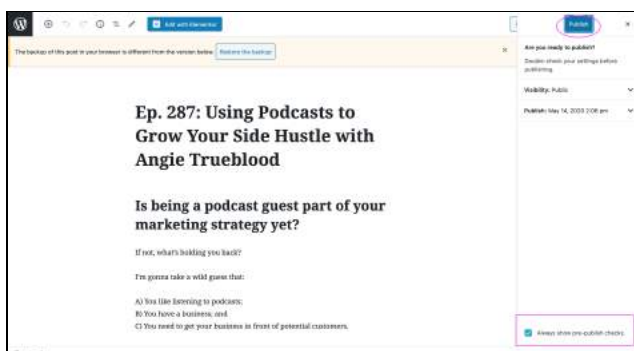 Add with Elementor
Publish
The backup of this post in your browser is different from the version below. Restore the backup
Are you ready to publish?
Double-check your settings before
publishing.
Visibility: Public
Publish: May 14, 2020 2:06 pm
Ep. 287: Using Podcasts to
Grow Your Side Hustle with
Angie Trueblood
Is being a podcast guest part of your
marketing strategy yet?
If not, what's holding you back?
I'm gonna take a wild guess that:
A) You like listening to podcasts;
B) You have a business; and
C) You need to get your business in front of potential customers.
Always show pre-publish checks.